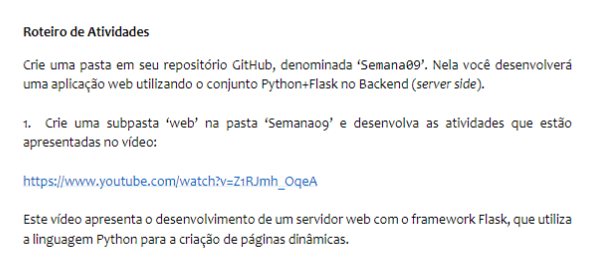 Roteiro de Atividades
Crie uma pasta em seu repositório GitHub, denominada ‘Semana09’. Nela você desenvolverá
uma aplicação web utilizando o conjunto Python+Flask no Backend (server side).
1. Crie uma subpasta ‘web’ na pasta ‘Semana09’ e desenvolva as atividades que estão
apresentadas no vídeo:
https://www.youtube.com/watch?v=Z1RJmh_OqeA
Este vídeo apresenta o desenvolvimento de um servidor web com o framework Flask, que utiliza
a linguagem Python para a criação de páginas dinâmicas.